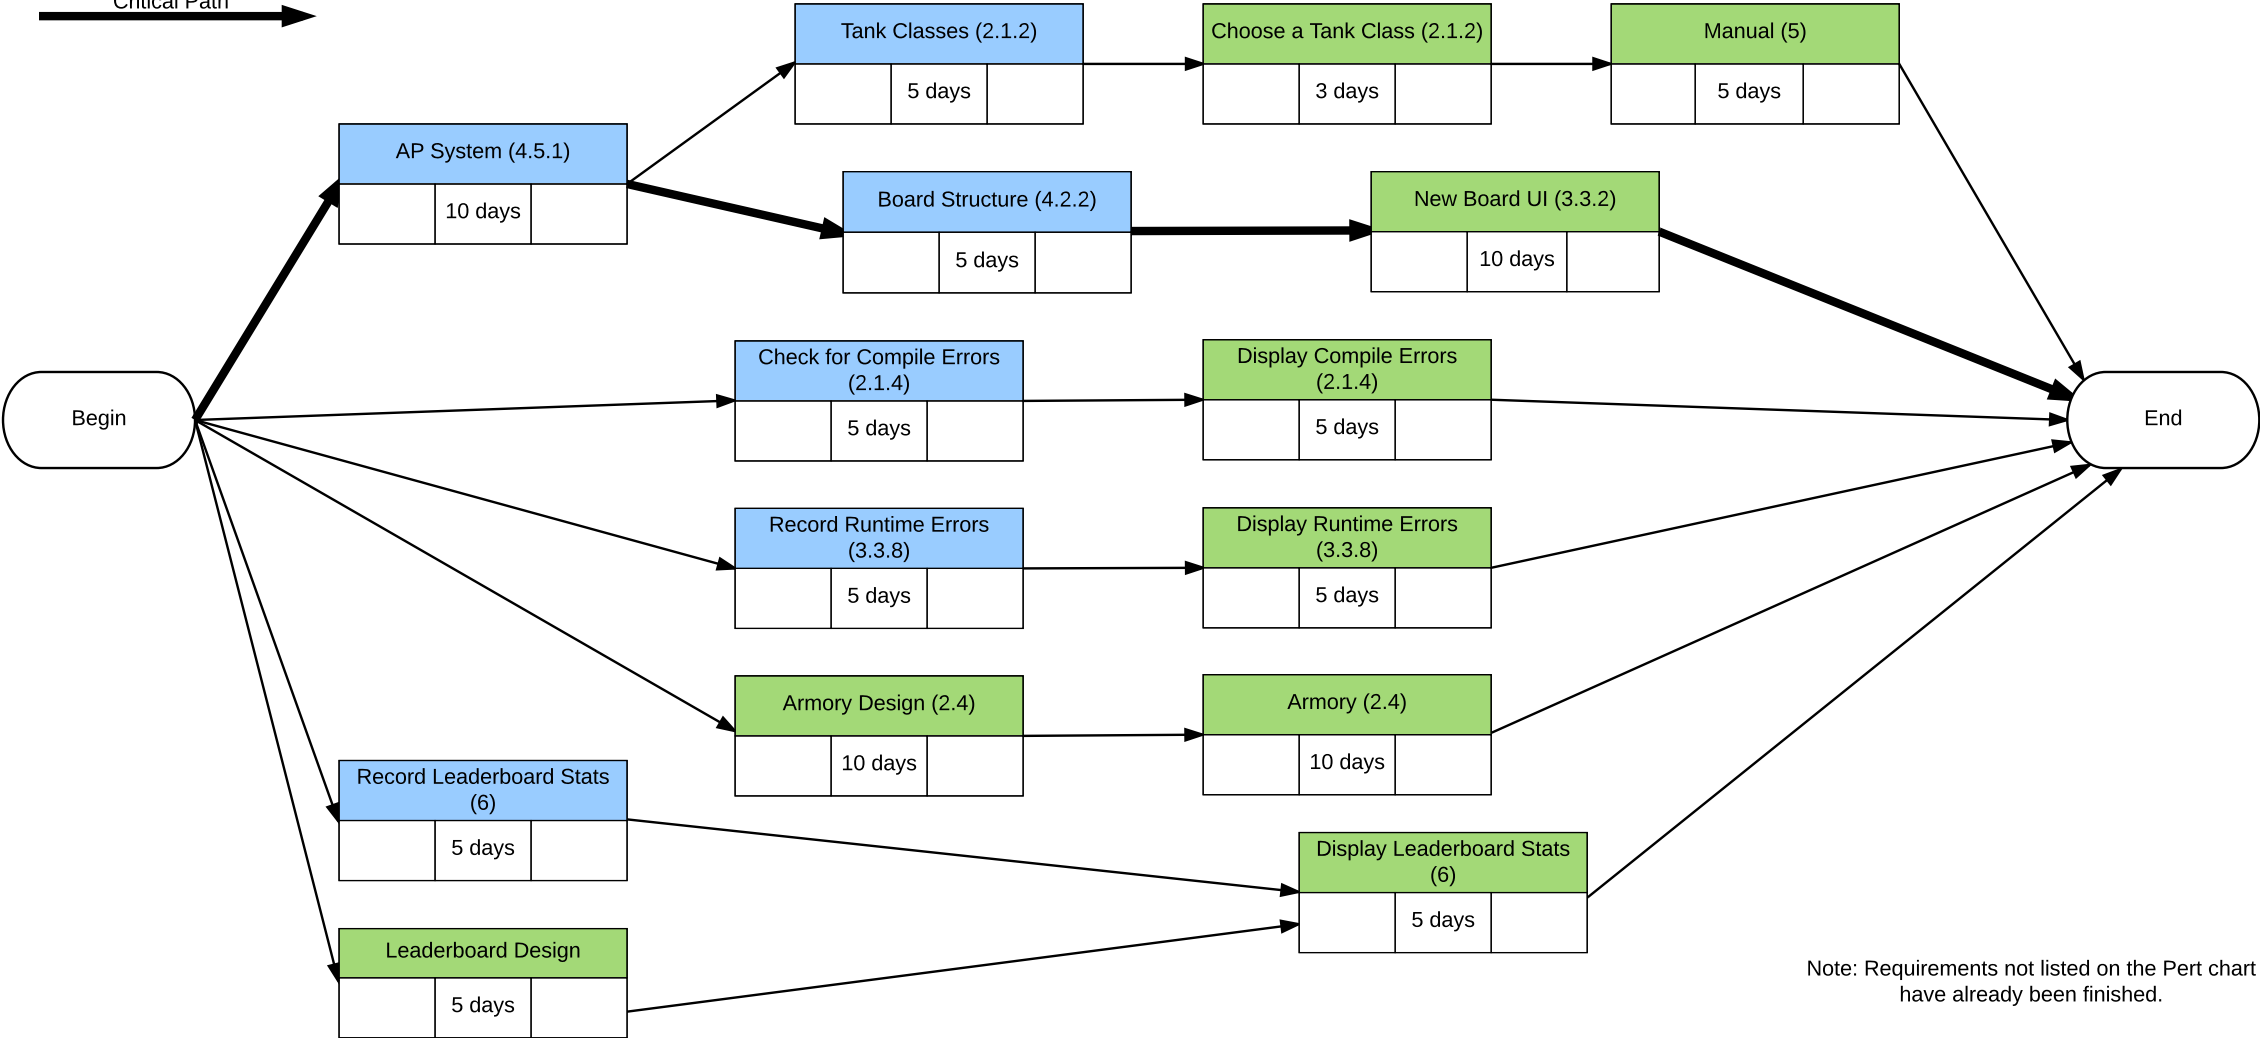 Critical Path
Tank Classes (2.1.2)
5 days
Choose a Tank Class (2.1.2)
3 days
Manual (5)
5 days
AP System (4.5.1)
10 days
Board Structure (4.2.2)
5 days
New Board UI (3.3.2)
10 days
Check for Compile Errors
(2.1.4)
5 days
Display Compile Errors
(2.1.4)
5 days
Begin
End
Record Runtime Errors
(3.3.8)
5 days
Display Runtime Errors
(3.3.8)
5 days
Armory Design (2.4)
10 days
Armory (2.4)
10 days
Record Leaderboard Stats
(6)
5 days
Display Leaderboard Stats
(6)
5 days
Leaderboard Design
5 days
Note: Requirements not listed on the Pert chart
have already been finished.